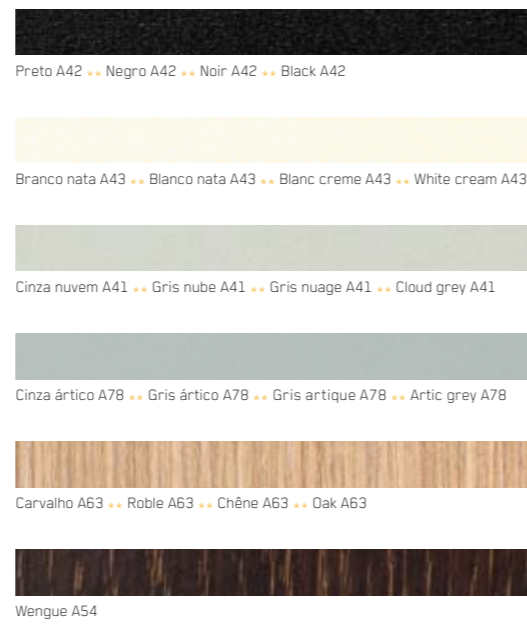 Preto A42 ** Negro A42 ** Noir A42 ** Black A42
Branco nata A43 ** Blanco nata A43 ** Blanc creme A43 ** White cream A43
Cinza nuvem A41 ** Gris nube A41 ** Gris nuage A41 ** Cloud grey A41
Cinza ártico A78 ** Gris ártico A78 ** Gris artique A78 ** Artic grey A78
Carvalho A63 ** Roble A63 ** Chêne A63 ** Oak A63
Wengue A54